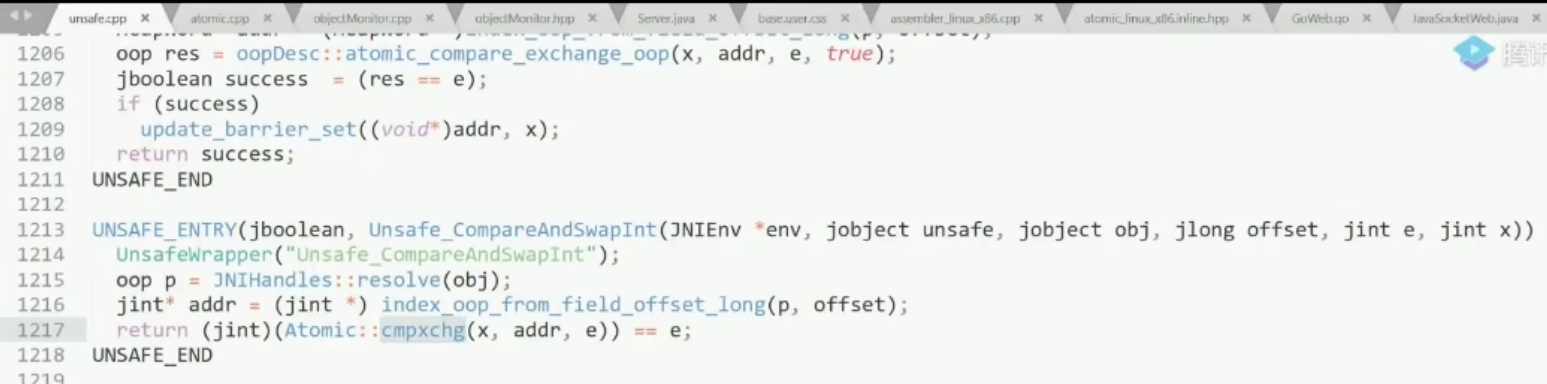 unsafe.cpp × atomic.cpp × objectMonitor.cpp × objectMonitor.hpp × Server.java × base.user.css × assembler_linux_x86.cpp × atomic_linux_x86.inline.hpp × GoWeb.go × JavaSocketWeb.java ×
1206 oop res = oopDesc::atomic_compare_exchange_oop(x, addr, e, true);
腾讯
1207 jboolean success  = (res == e);
1208 if (success)
1209 update_barrier_set((void*)addr, x);
1210 return success;
1211 UNSAFE_END
1212
1213 UNSAFE_ENTRY(jboolean, Unsafe_CompareAndSwapInt(JNIEnv *env, jobject unsafe, jobject obj, jlong offset, jint e, jint x))
1214 UnsafeWrapper("Unsafe_CompareAndSwapInt");
1215 oop p = JNIHandles::resolve(obj);
1216 jint* addr = (jint *) index_oop_from_field_offset_long(p, offset);
1217 return (jint)(Atomic::cmpxchg(x, addr, e)) == e;
1218 UNSAFE_END
1219